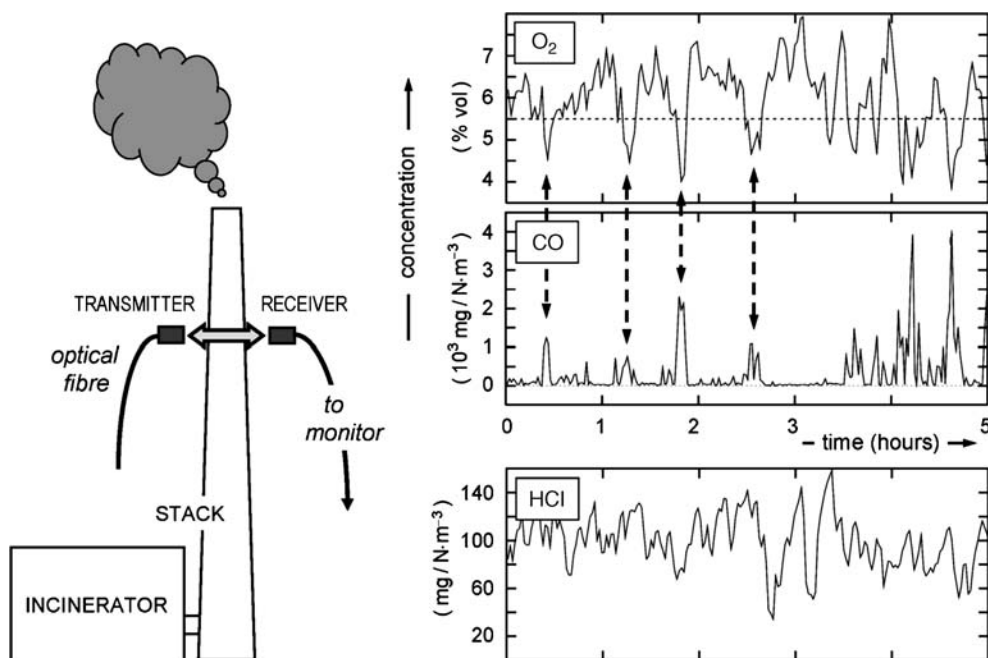 concentration
TRANSMITTER
RECEIVER
optical
fibre
to
monitor
STACK
INCINERATOR
O₂
( % vol)
7
6
5
4
CO
(10³ mg / N·m⁻³)
4
3
2
1
0
0 1 2 3 4 5
– time (hours)
HCl
( mg / N·m⁻³)
140
100
60
20